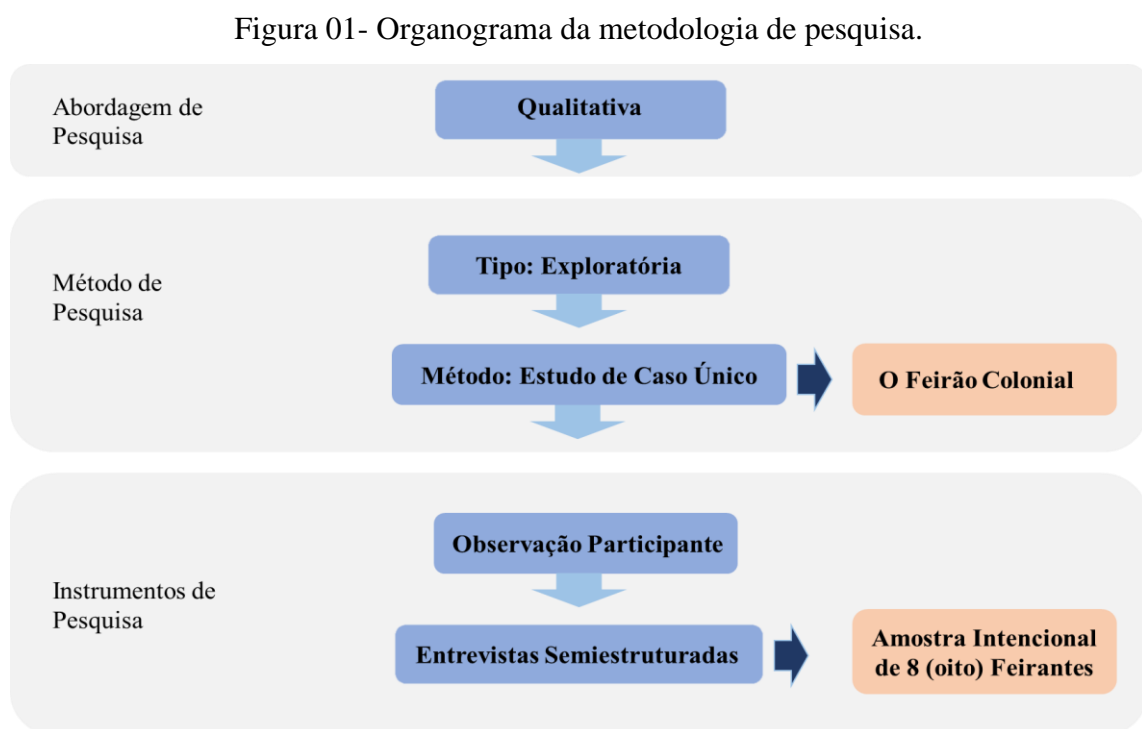 Figura 01- Organograma da metodologia de pesquisa.
Abordagem de
Pesquisa
Qualitativa
Método de
Pesquisa
Tipo: Exploratória
Método: Estudo de Caso Único
O Feirão Colonial
Instrumentos de
Pesquisa
Observação Participante
Entrevistas Semiestruturadas
Amostra Intencional
de 8 (oito) Feirantes